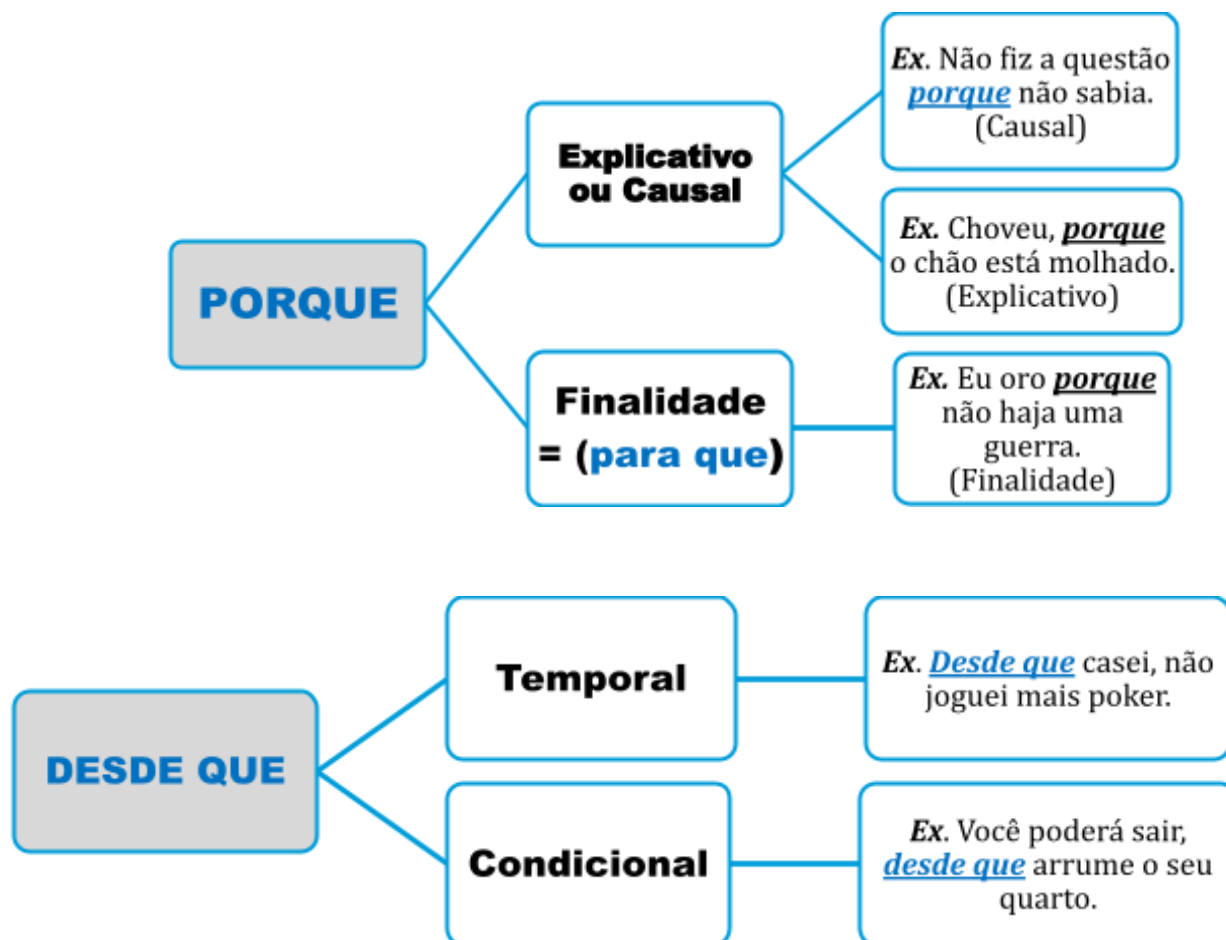 PORQUE
Explicativo
ou Causal
Ex. Não fiz a questão
porque não sabia.
(Causal)
Ex. Choveu, porque
o chão está molhado.
(Explicativo)
Finalidade
= (para que)
Ex. Eu oro porque
não haja uma
guerra.
(Finalidade)
DESDE QUE
Temporal
Ex. Desde que casei, não
joguei mais poker.
Condicional
Ex. Você poderá sair,
desde que arrume o seu
quarto.